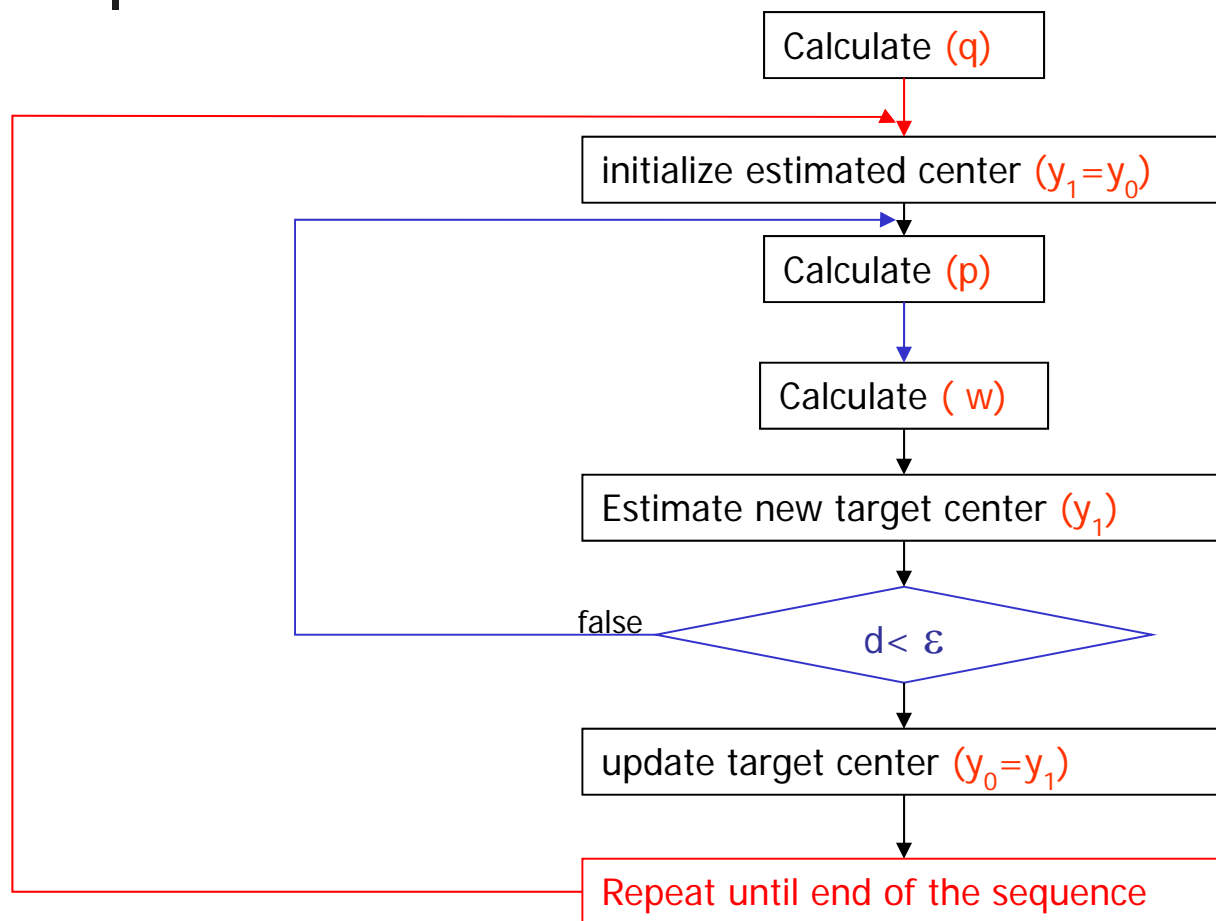 Calculate (q)
initialize estimated center (y₁=y₀)
Calculate (p)
Calculate ( w)
Estimate new target center (y₁)
false
d< ε
update target center (y₀=y₁)
Repeat until end of the sequence